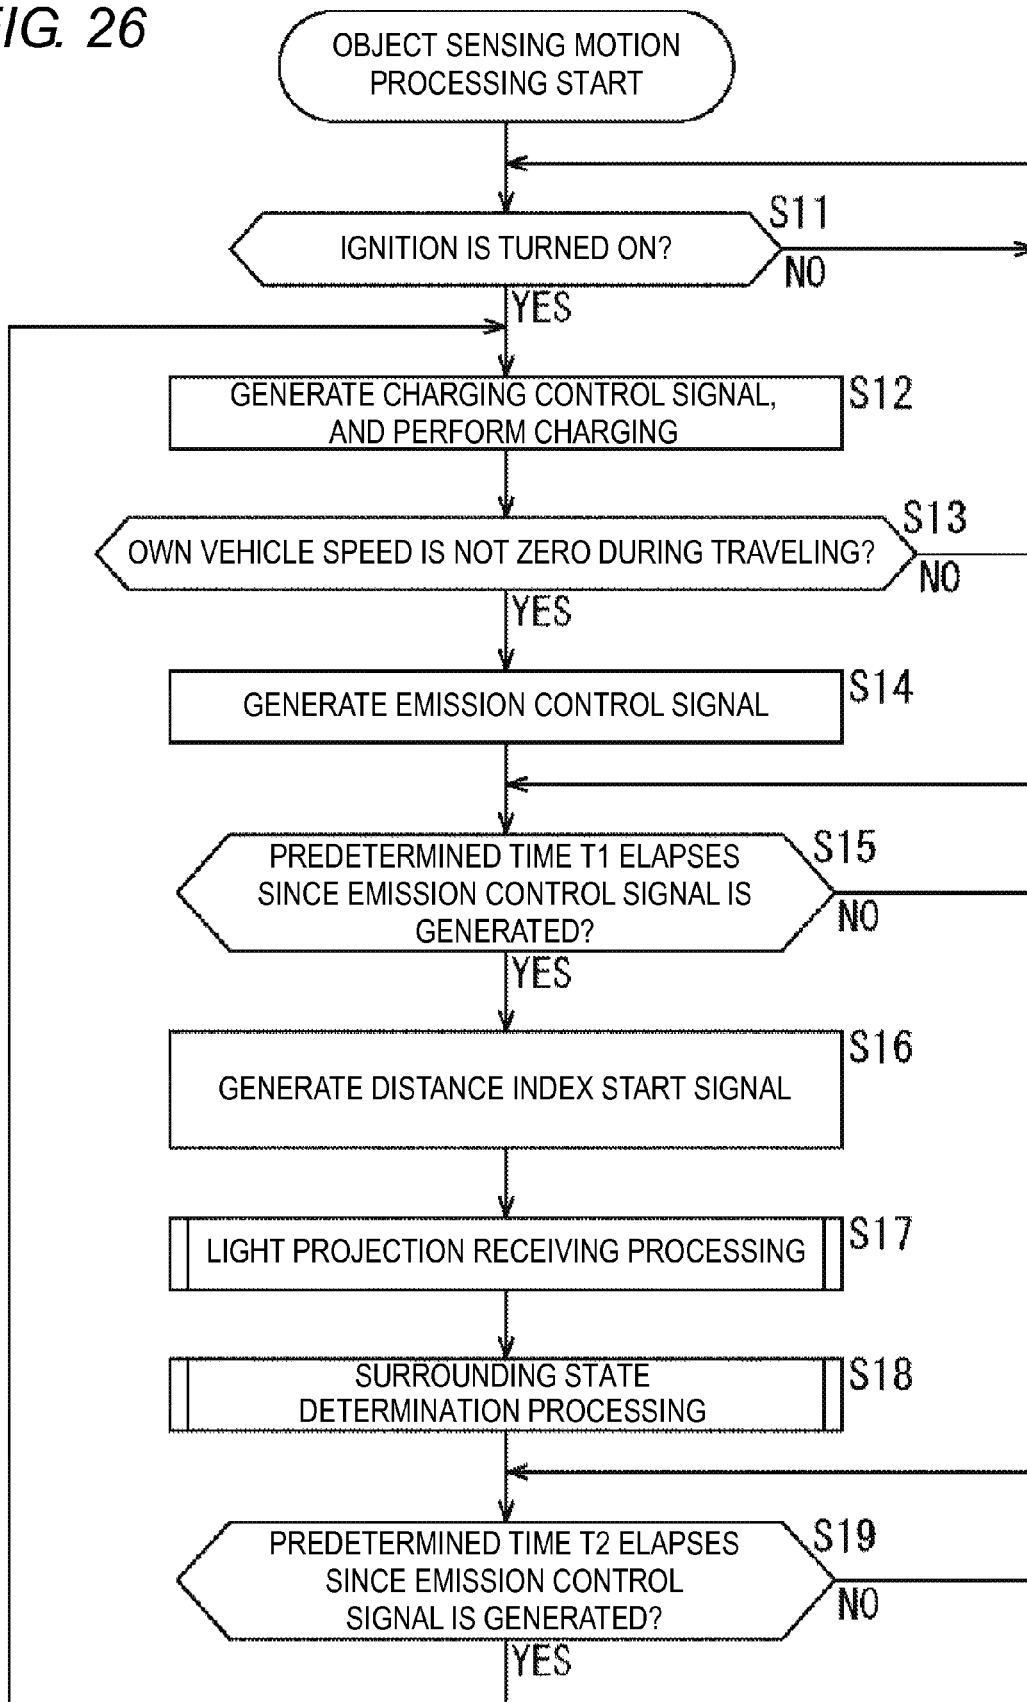 FIG. 26
OBJECT SENSING MOTION
PROCESSING START
S11
IGNITION IS TURNED ON?
NO
YES
S12
GENERATE CHARGING CONTROL SIGNAL,
AND PERFORM CHARGING
S13
OWN VEHICLE SPEED IS NOT ZERO DURING TRAVELING?
NO
YES
S14
GENERATE EMISSION CONTROL SIGNAL
S15
PREDETERMINED TIME T1 ELAPSES
SINCE EMISSION CONTROL SIGNAL IS
GENERATED?
NO
YES
S16
GENERATE DISTANCE INDEX START SIGNAL
S17
LIGHT PROJECTION RECEIVING PROCESSING
S18
SURROUNDING STATE
DETERMINATION PROCESSING
S19
PREDETERMINED TIME T2 ELAPSES
SINCE EMISSION CONTROL
SIGNAL IS GENERATED?
NO
YES